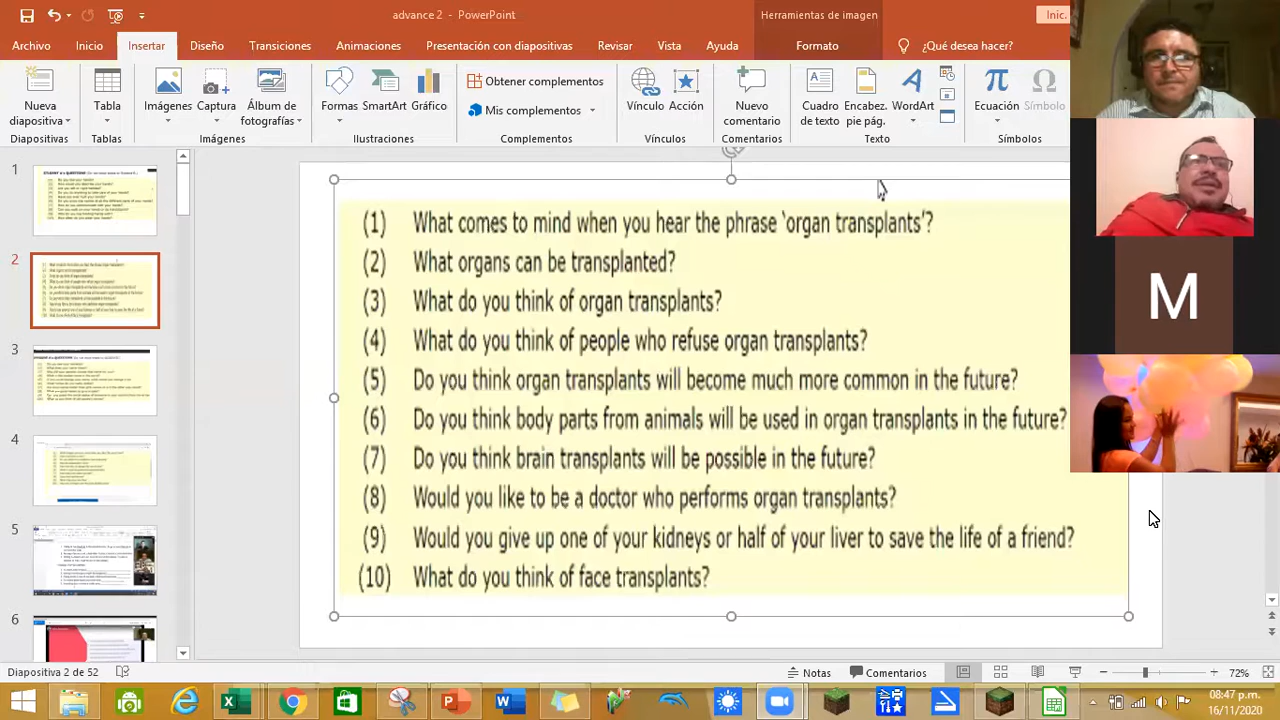 advance 2 - PowerPoint
Herramientas de imagen
Inic.
Archivo Inicio Insertar Diseño Transiciones Animaciones Presentación con diapositivas Revisar Vista Ayuda Formato ¿Qué desea hacer?
Nueva diapositiva
Tabla
Imágenes
Captura
Álbum de fotografías
Formas
SmartArt
Gráfico
Obtener complementos
Mis complementos
Vínculo
Acción
Nuevo comentario
Cuadro de texto
Encabez. pie pág.
WordArt
Ecuación
Símbolo
Diapositivas Tablas Imágenes Ilustraciones Complementos Vínculos Comentarios Texto Símbolos
1
2
3
4
5
6
(1) What comes to mind when you hear the phrase 'organ transplants'?
(2) What organs can be transplanted?
(3) What do you think of organ transplants?
(4) What do you think of people who refuse organ transplants?
(5) Do you think organ transplants will become much more common in the future?
(6) Do you think body parts from animals will be used in organ transplants in the future?
(7) Do you think brain transplants will be possible in the future?
(8) Would you like to be a doctor who performs organ transplants?
(9) Would you give up one of your kidneys or half of your liver to save the life of a friend?
(10) What do you think of face transplants?
M
Diapositiva 2 de 52
Notas
Comentarios
72%
08:47 p.m.
16/11/2020